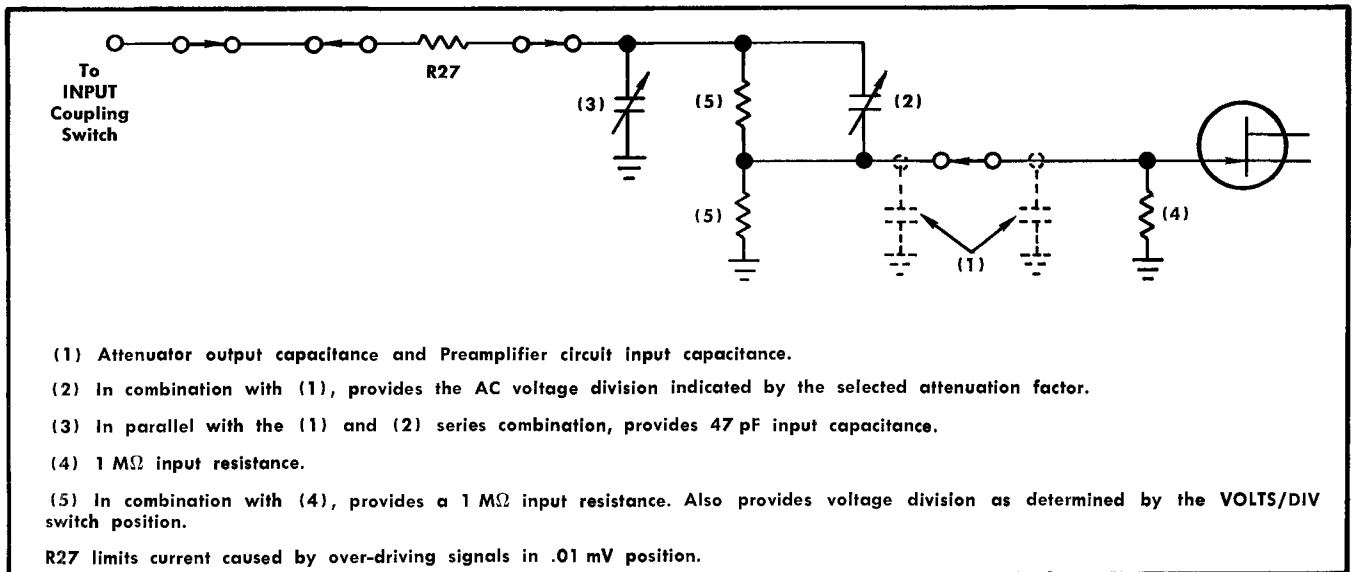 To
INPUT
Coupling
Switch
R27
(3)
(5)
(2)
(5)
(1)
(4)
(1) Attenuator output capacitance and Preamplifier circuit input capacitance.
(2) In combination with (1), provides the AC voltage division indicated by the selected attenuation factor.
(3) In parallel with the (1) and (2) series combination, provides 47 pF input capacitance.
(4) 1 MΩ input resistance.
(5) In combination with (4), provides a 1 MΩ input resistance. Also provides voltage division as determined by the VOLTS/DIV
switch position.
R27 limits current caused by over-driving signals in .01 mV position.